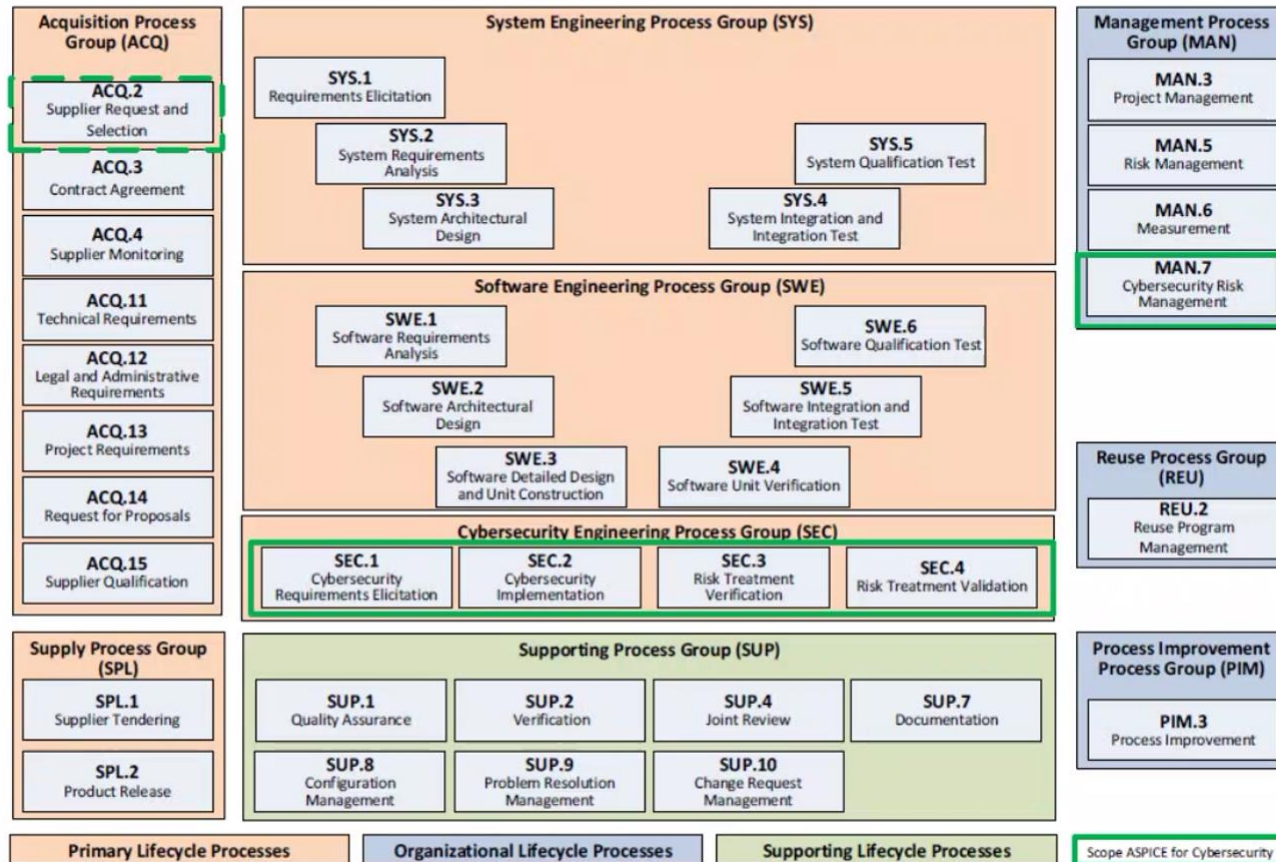 Acquisition Process
Group (ACQ)
ACQ.2
Supplier Request and
Selection
ACQ.3
Contract Agreement
ACQ.4
Supplier Monitoring
ACQ.11
Technical Requirements
ACQ.12
Legal and Administrative
Requirements
ACQ.13
Project Requirements
ACQ.14
Request for Proposals
ACQ.15
Supplier Qualification
System Engineering Process Group (SYS)
SYS.1
Requirements Elicitation
SYS.2
System Requirements
Analysis
SYS.3
System Architectural
Design
SYS.5
System Qualification Test
SYS.4
System Integration and
Integration Test
Software Engineering Process Group (SWE)
SWE.1
Software Requirements
Analysis
SWE.2
Software Architectural
Design
SWE.3
Software Detailed Design
and Unit Construction
SWE.6
Software Qualification Test
SWE.5
Software Integration and
Integration Test
SWE.4
Software Unit Verification
Cybersecurity Engineering Process Group (SEC)
SEC.1
Cybersecurity
Requirements Elicitation
SEC.2
Cybersecurity
Implementation
SEC.3
Risk Treatment
Verification
SEC.4
Risk Treatment Validation
Management Process
Group (MAN)
MAN.3
Project Management
MAN.5
Risk Management
MAN.6
Measurement
MAN.7
Cybersecurity Risk
Management
Reuse Process Group
(REU)
REU.2
Reuse Program
Management
Supply Process Group
(SPL)
SPL.1
Supplier Tendering
SPL.2
Product Release
Supporting Process Group (SUP)
SUP.1
Quality Assurance
SUP.2
Verification
SUP.4
Joint Review
SUP.7
Documentation
SUP.8
Configuration
Management
SUP.9
Problem Resolution
Management
SUP.10
Change Request
Management
Process Improvement
Process Group (PIM)
PIM.3
Process Improvement
Primary Lifecycle Processes
Organizational Lifecycle Processes
Supporting Lifecycle Processes
Scope ASPICE for Cybersecurity